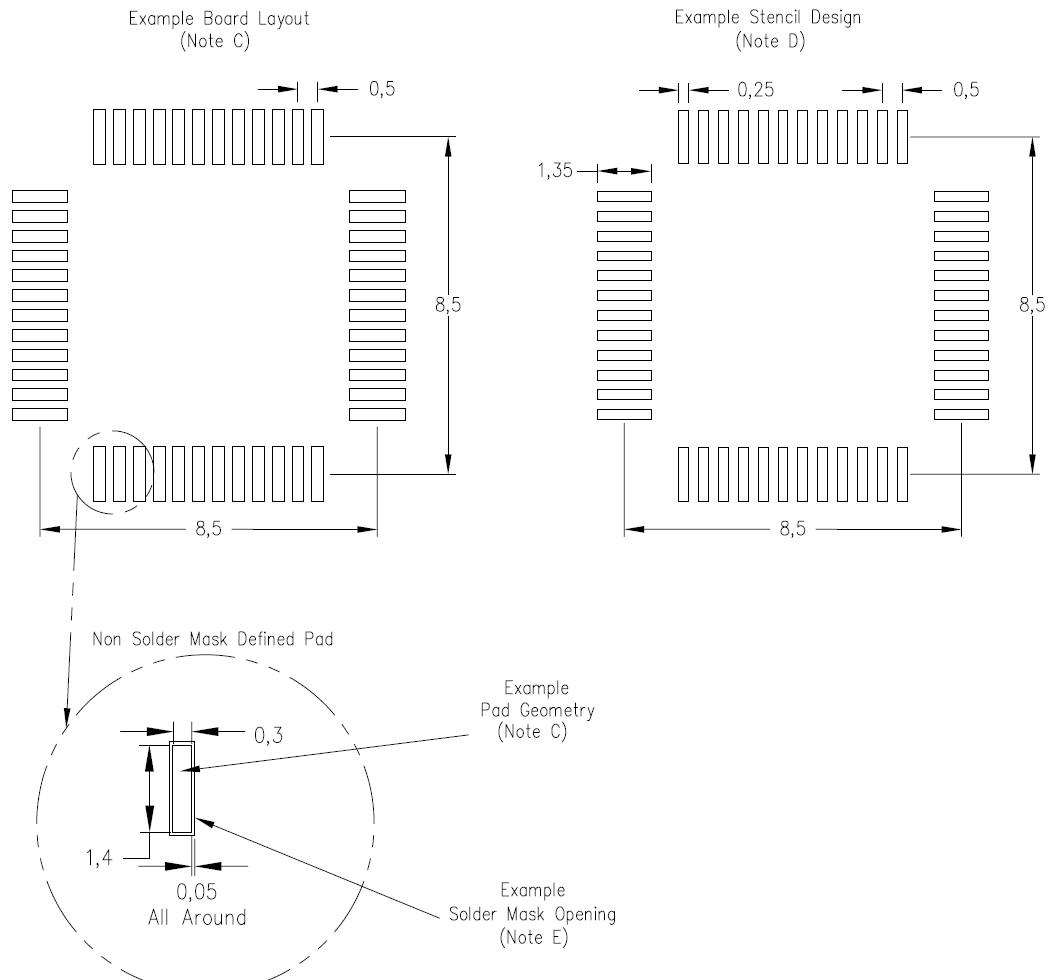 Example Board Layout
(Note C)
Example Stencil Design
(Note D)
0,5
0,25
0,5
1,35
8,5
8,5
8,5
8,5
Non Solder Mask Defined Pad
Example
Pad Geometry
(Note C)
0,3
1,4
0,05
All Around
Example
Solder Mask Opening
(Note E)